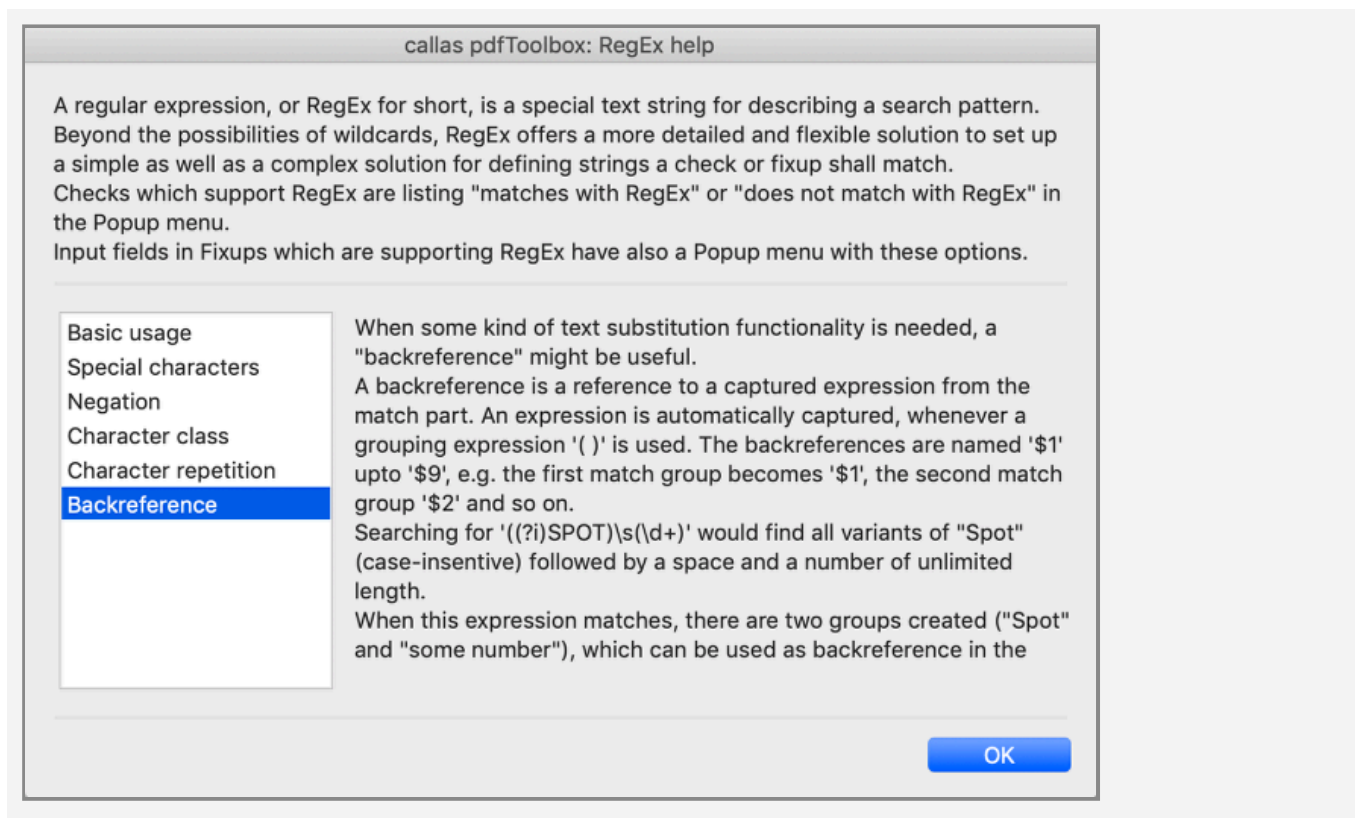 callas pdfToolbox: RegEx help
A regular expression, or RegEx for short, is a special text string for describing a search pattern.
Beyond the possibilities of wildcards, RegEx offers a more detailed and flexible solution to set up
a simple as well as a complex solution for defining strings a check or fixup shall match.
Checks which support RegEx are listing "matches with RegEx" or "does not match with RegEx" in
the Popup menu.
Input fields in Fixups which are supporting RegEx have also a Popup menu with these options.
Basic usage
Special characters
Negation
Character class
Character repetition
Backreference
When some kind of text substitution functionality is needed, a
"backreference" might be useful.
A backreference is a reference to a captured expression from the
match part. An expression is automatically captured, whenever a
grouping expression '( )' is used. The backreferences are named '$1'
upto '$9', e.g. the first match group becomes '$1', the second match
group '$2' and so on.
Searching for '((?i)SPOT)\s(\d+)' would find all variants of "Spot"
(case-insentive) followed by a space and a number of unlimited
length.
When this expression matches, there are two groups created ("Spot"
and "some number"), which can be used as backreference in the
OK